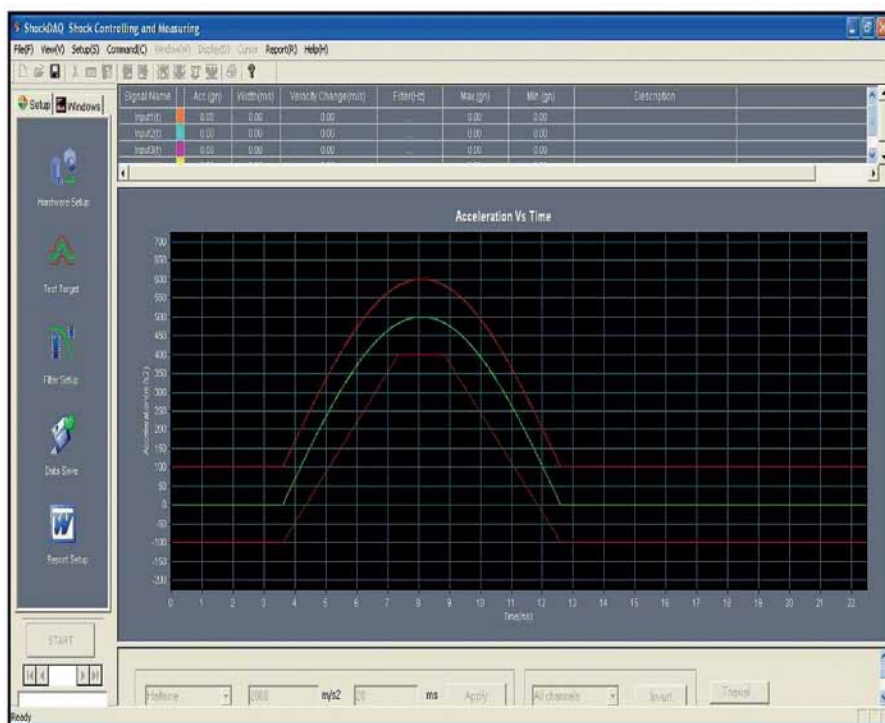 ShockDAQ Shock Controlling and Measuring
File(F) View(V) Setup(S) Command(C) Window(W) Display(D) Cursor Report(R) Help(H)
Setup Windows
Signal Name Acc.(gn) Width(ms) Velocity Change(m/s) Filter(Hz) Max.(gn) Min.(gn) Description
Input1(t) 0.00 0.00 0.00 ... 0.00 0.00
Input2(t) 0.00 0.00 0.00 ... 0.00 0.00
Input3(t) 0.00 0.00 0.00 ... 0.00 0.00
Hardware Setup
Test Target
Filter Setup
Data Save
Report Setup
START
Acceleration Vs Time
700
600
500
450
400
350
300
250
200
150
100
50
0
-50
-100
-150
-200
0 1 2 3 4 5 6 7 8 9 10 11 12 13 14 15 16 17 18 19 20 21 22
Time(ms)
Halfsine 2000 m/s2 20 ms Apply All channels Invert
Ready